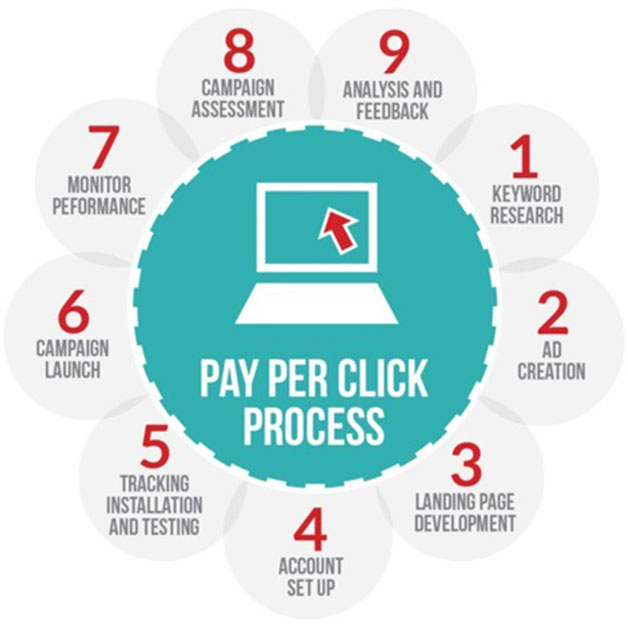 PAY PER CLICK
PROCESS
1
KEYWORD
RESEARCH
2
AD
CREATION
3
LANDING PAGE
DEVELOPMENT
4
ACCOUNT
SET UP
5
TRACKING
INSTALLATION
AND TESTING
6
CAMPAIGN
LAUNCH
7
MONITOR
PEFORMANCE
8
CAMPAIGN
ASSESSMENT
9
ANALYSIS AND
FEEDBACK